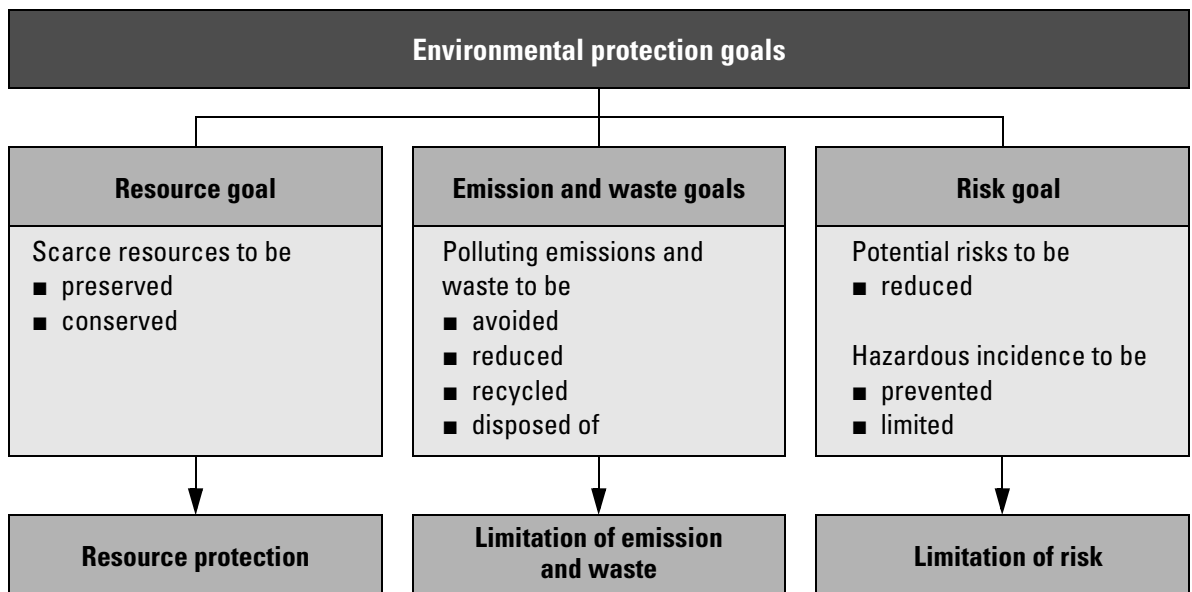 Environmental protection goals
Resource goal
Scarce resources to be
■ preserved
■ conserved
Resource protection
Emission and waste goals
Polluting emissions and
waste to be
■ avoided
■ reduced
■ recycled
■ disposed of
Limitation of emission
and waste
Risk goal
Potential risks to be
■ reduced
Hazardous incidence to be
■ prevented
■ limited
Limitation of risk